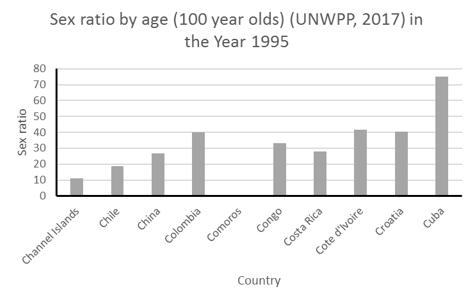 Sex ratio by age (100 year olds) (UNWPP, 2017) in
the Year 1995
80
70
60
50
40
30
20
10
0
Sex ratio
Channel Islands
Chile
China
Colombia
Comoros
Congo
Costa Rica
Cote d'Ivoire
Croatia
Cuba
Country